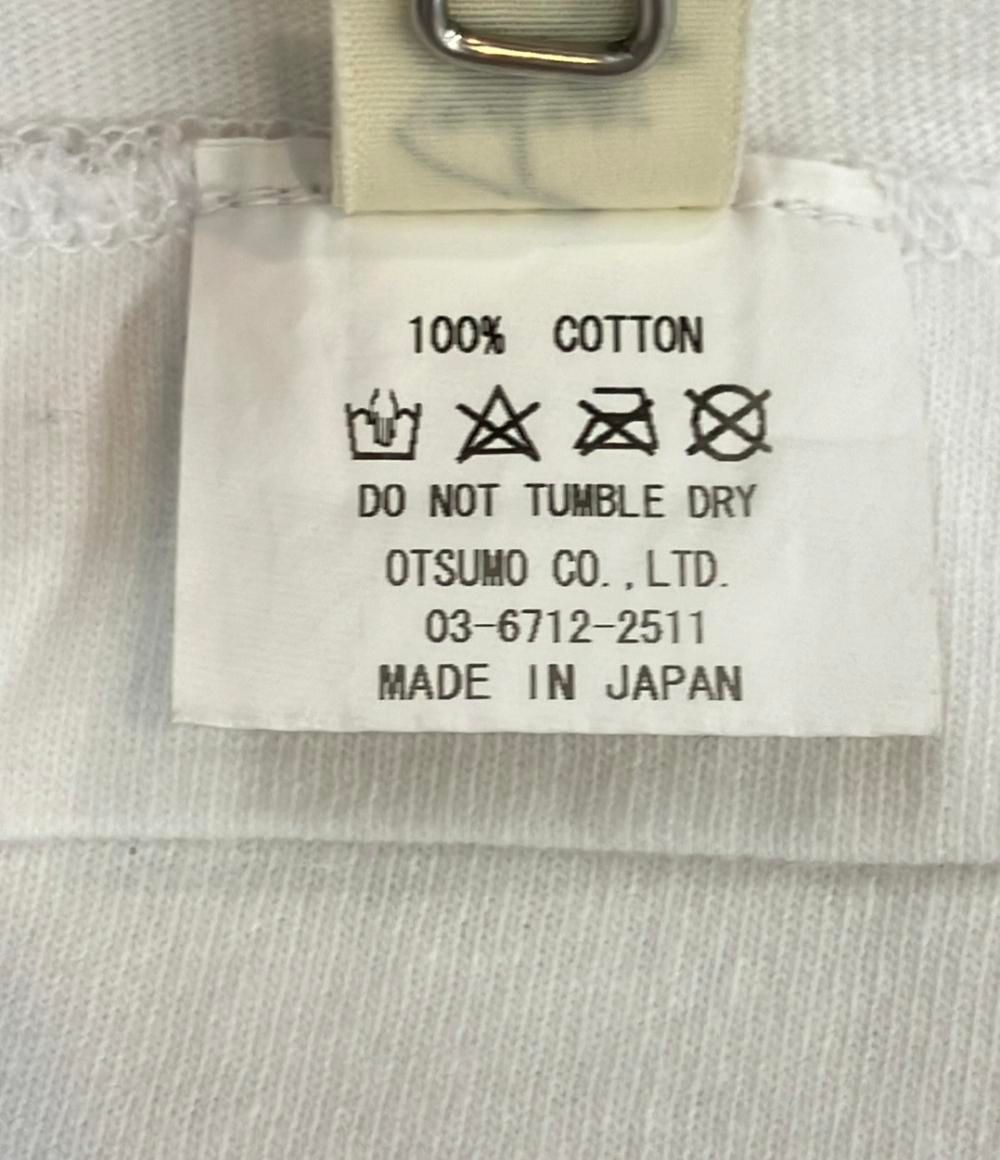 100% COTTON
DO NOT TUMBLE DRY
OTSUMO CO.,LTD.
03-6712-2511
MADE IN JAPAN